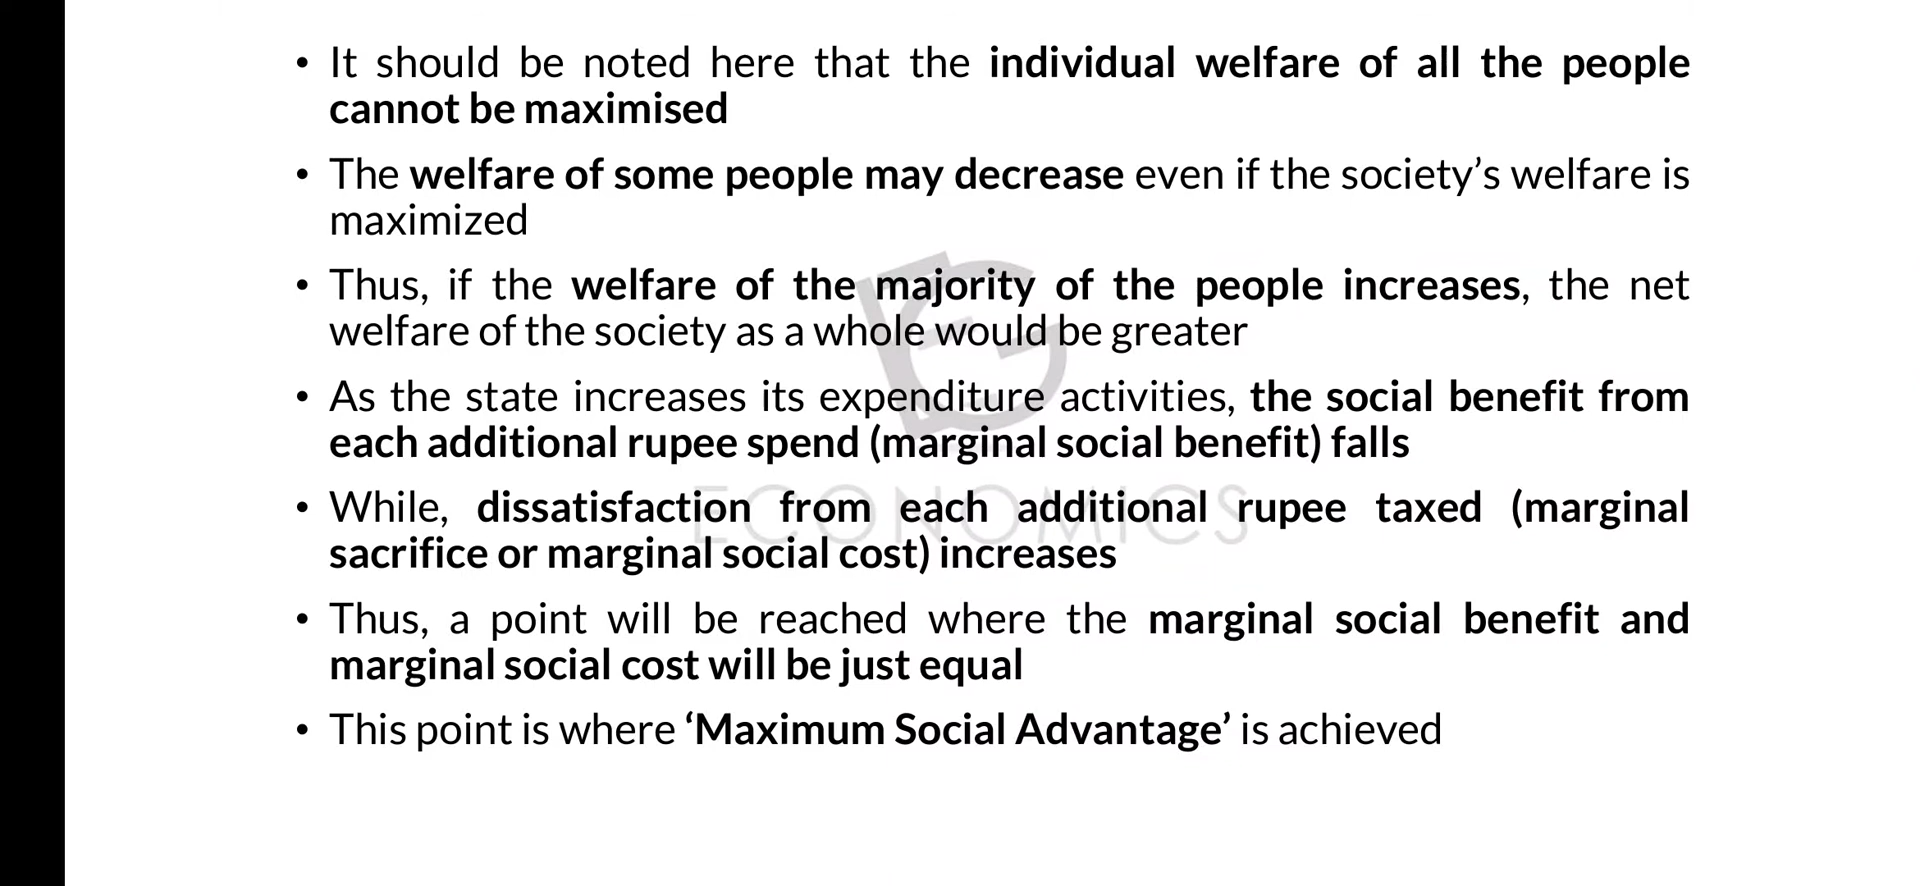 • It should be noted here that the individual welfare of all the people
cannot be maximised
• The welfare of some people may decrease even if the society’s welfare is
maximized
• Thus, if the welfare of the majority of the people increases, the net
welfare of the society as a whole would be greater
• As the state increases its expenditure activities, the social benefit from
each additional rupee spend (marginal social benefit) falls
• While, dissatisfaction from each additional rupee taxed (marginal
sacrifice or marginal social cost) increases
• Thus, a point will be reached where the marginal social benefit and
marginal social cost will be just equal
• This point is where ‘Maximum Social Advantage’ is achieved
ECONOMICS